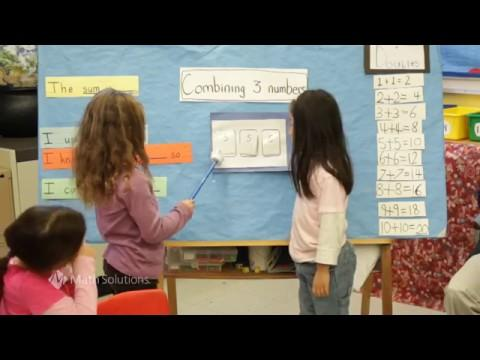 The sum
Combining 3 numbers
Doubles
I
I kn so
I
5
1+1=2
2+2=4
3+3=6
4+4=8
5+5=10
6+6=12
7+7=14
8+8=16
9+9=18
10+10=20
Math Solutions